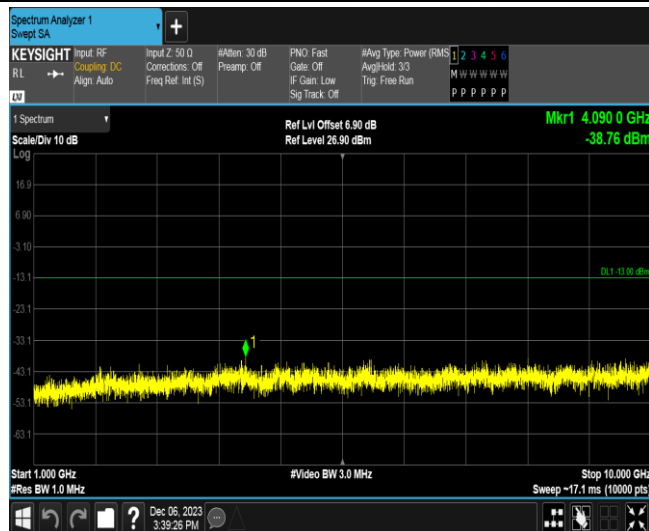 Spectrum Analyzer 1
Swept SA
+
KEYSIGHT
RL
LXI
Input: RF
Coupling: DC
Align: Auto
Input Z: 50 Ω
Corrections: Off
Freq Ref: Int (S)
#Atten: 30 dB
Preamp: Off
PNO: Fast
Gate: Off
IF Gain: Low
Sig Track: Off
#Avg Type: Power (RMS
Avg|Hold: 3/3
Trig: Free Run
1 2 3 4 5 6
M W W W W W
P P P P P P
1 Spectrum
Scale/Div 10 dB
Ref Lvl Offset 6.90 dB
Ref Level 26.90 dBm
Mkr1 4.090 0 GHz
-38.76 dBm
Log
16.9
6.90
-3.10
-13.1
DL1 -13.00 dBm
-23.1
-33.1
1
-43.1
-53.1
-63.1
Start 1.000 GHz
#Video BW 3.0 MHz
Stop 10.000 GHz
#Res BW 1.0 MHz
Sweep ~17.1 ms (10000 pts)
?
Dec 06, 2023
3:39:26 PM